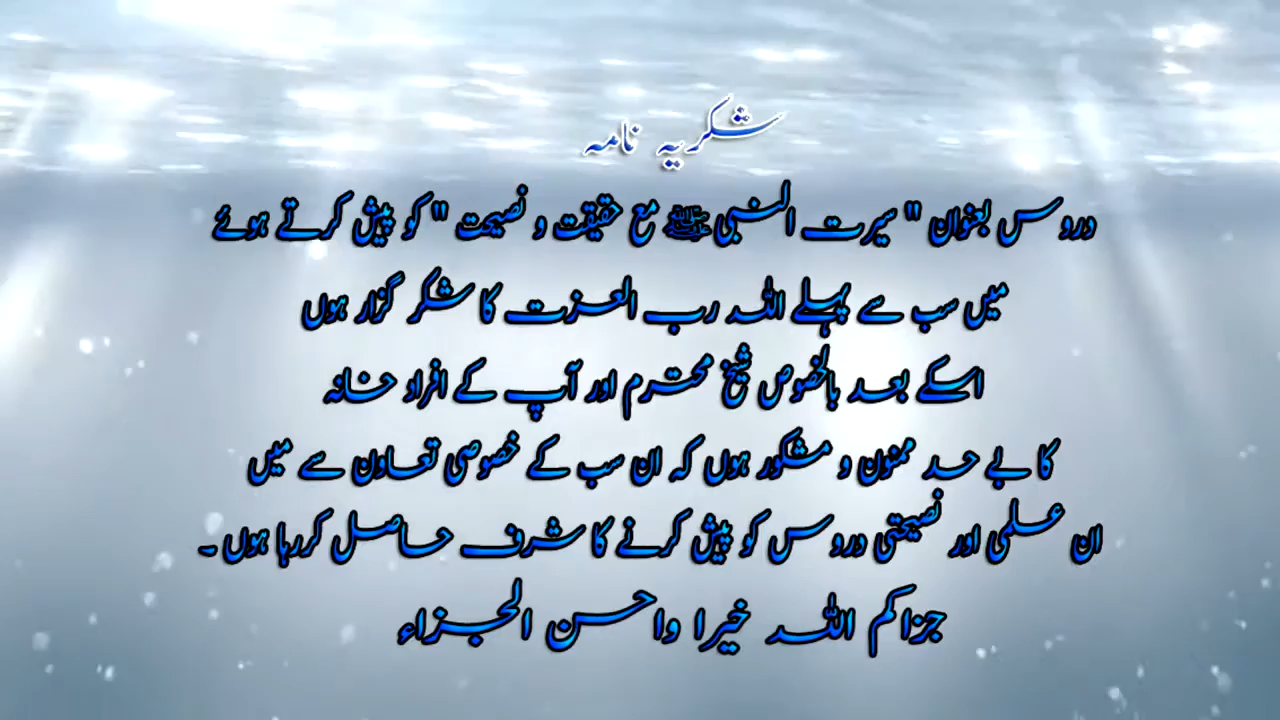 شکریہ نامہ
دروس بعنوان " سیرت النبی ﷺ مع حقیقت و نصیحت " کو پیش کرتے ہوئے
میں سب سے پہلے اللہ رب العزت کا شکر گزار ہوں
اسکے بعد بالخصوص شیخ محترم اور آپ کے افراد خانہ
کا بے حد ممنون و مشکور ہوں کہ ان سب کے خصوصی تعاون سے میں
ان علمی اور نصیحتی دروس کو پیش کرنے کا شرف حاصل کررہا ہوں ۔
جزاکم اللہ خیرا واحسن الجزاء